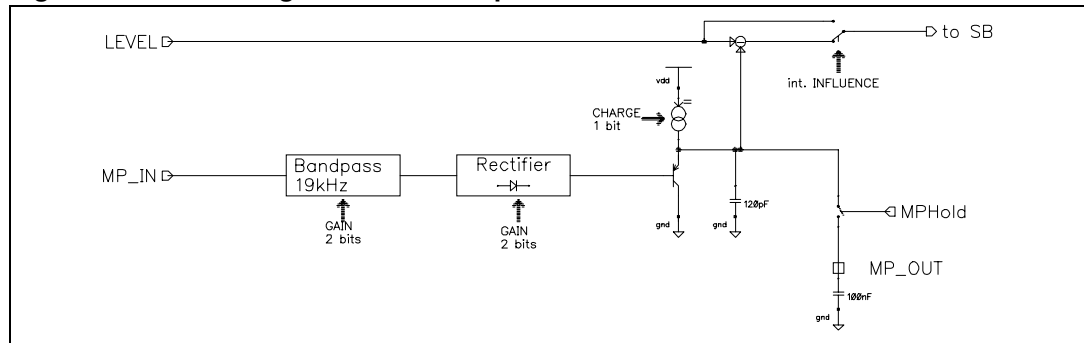 LEVEL
to SB
int. INFLUENCE
vdd
CHARGE
1 bit
MP_IN
Bandpass
19kHz
Rectifier
GAIN
2 bits
GAIN
2 bits
gnd
gnd
120pF
MPHold
MP_OUT
100nF
gnd